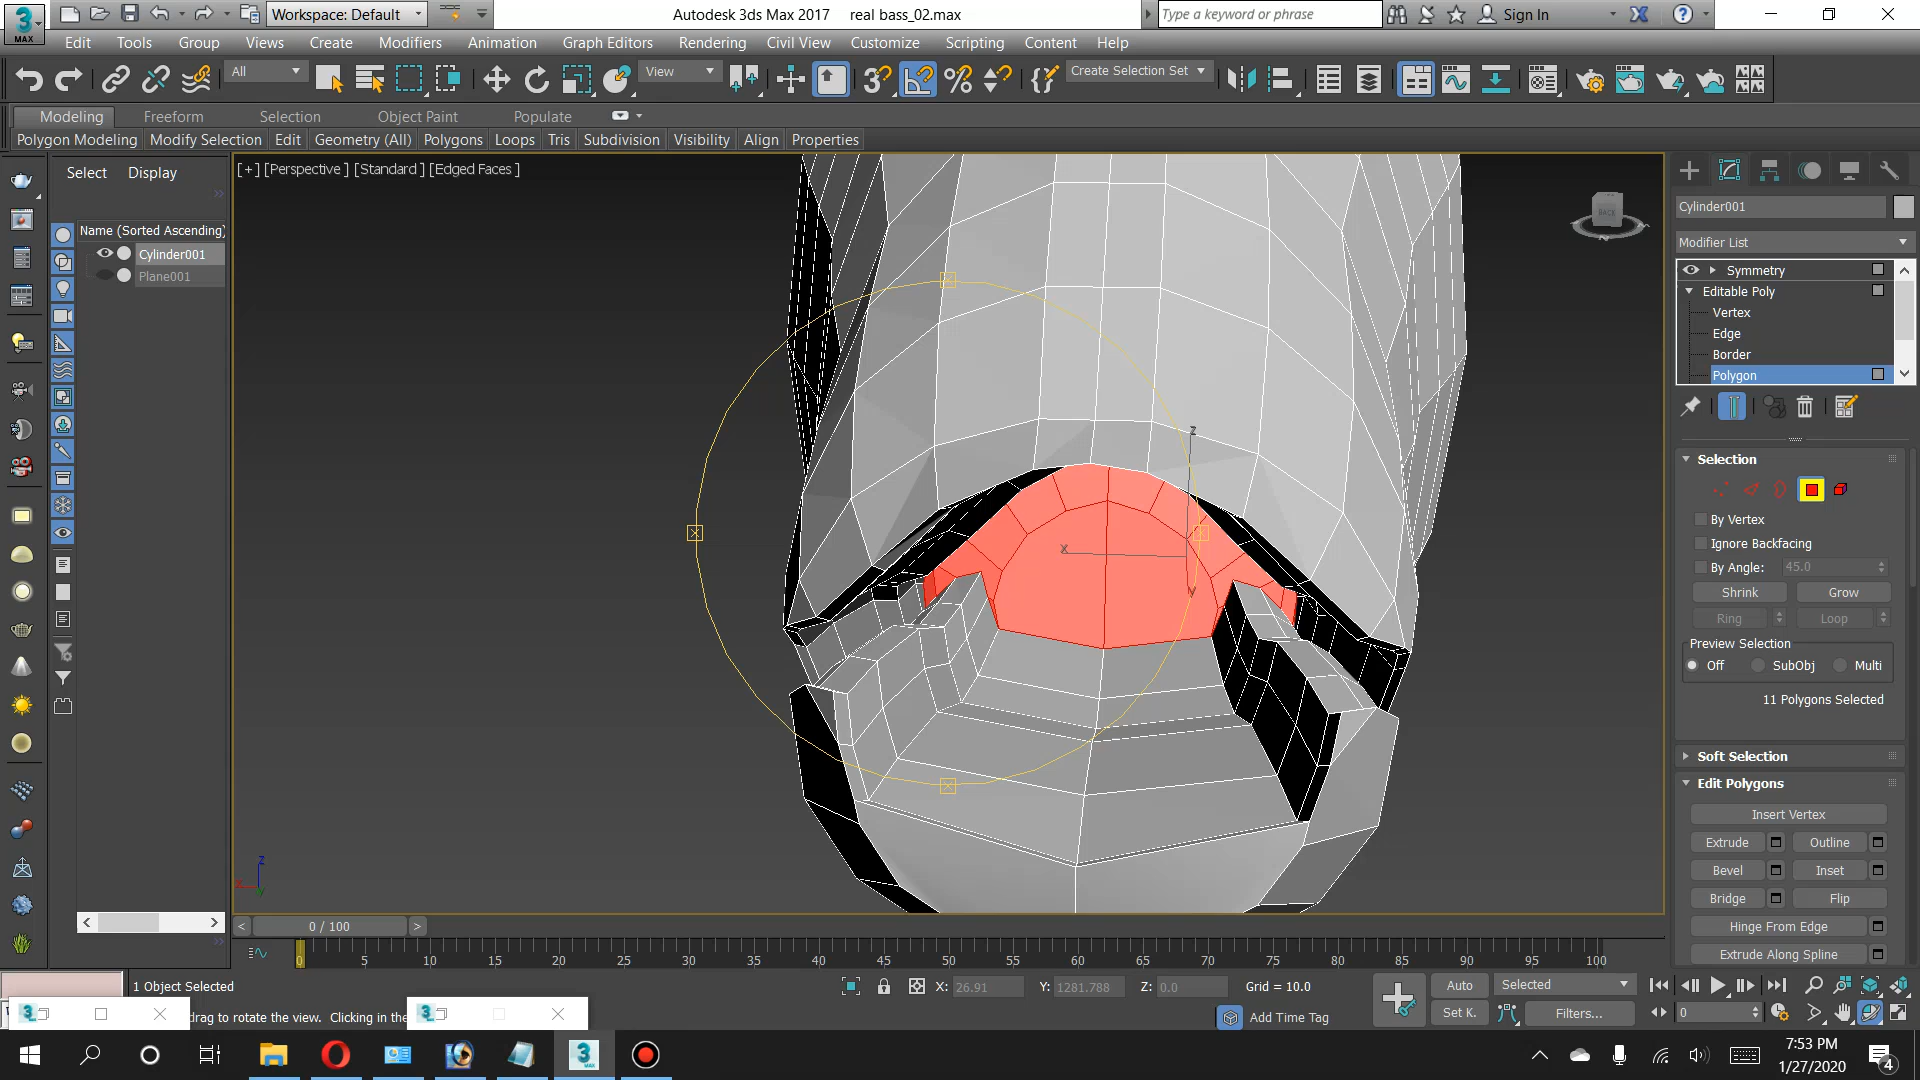 Workspace: Default
Autodesk 3ds Max 2017    real bass_02.max
Type a keyword or phrase
Sign In
MAX
Edit Tools Group Views Create Modifiers Animation Graph Editors Rendering Civil View Customize Scripting Content Help
All
View
Create Selection Set
Modeling Freeform Selection Object Paint Populate
Polygon Modeling Modify Selection Edit Geometry (All) Polygons Loops Tris Subdivision Visibility Align Properties
Select Display
Name (Sorted Ascending)
Cylinder001
Plane001
[+] [Perspective] [Standard] [Edged Faces]
BACK
z
x
y
z
x
Cylinder001
Modifier List
Symmetry
Editable Poly
Vertex
Edge
Border
Polygon
Selection
By Vertex
Ignore Backfacing
By Angle: 45.0
Shrink Grow
Ring Loop
Preview Selection
Off SubObj Multi
11 Polygons Selected
Soft Selection
Edit Polygons
Insert Vertex
Extrude Outline
Bevel Inset
Bridge Flip
Hinge From Edge
Extrude Along Spline
< 0 / 100 >
0 5 10 15 20 25 30 35 40 45 50 55 60 65 70 75 80 85 90 95 100
1 Object Selected
X: 26.91 Y: 1281.788 Z: 0.0 Grid = 10.0
Auto Selected
Set K. Filters...
0
drag to rotate the view. Clicking in the
Add Time Tag
7:53 PM
1/27/2020
4